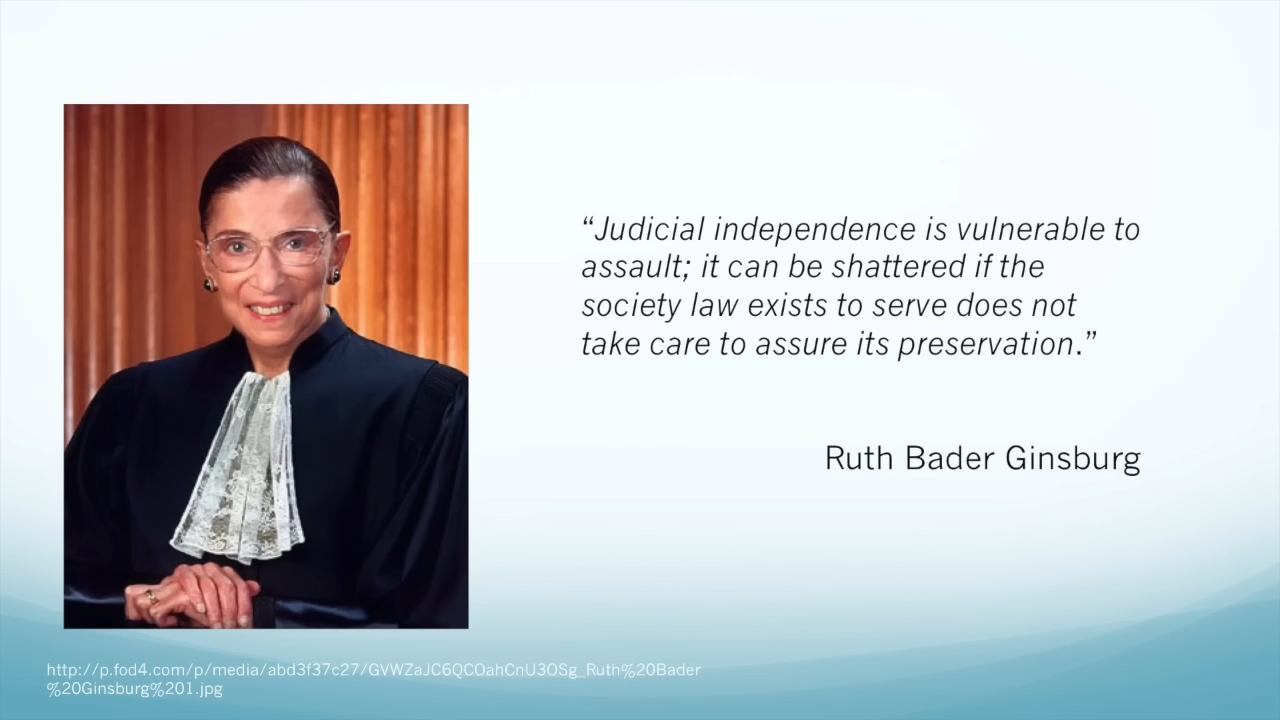 “Judicial independence is vulnerable to
assault; it can be shattered if the
society law exists to serve does not
take care to assure its preservation.”
Ruth Bader Ginsburg
http://p.fod4.com/p/media/abd3f37c27/GVWZaJC6QCOahCnU3OSg_Ruth%20Bader
%20Ginsburg%201.jpg